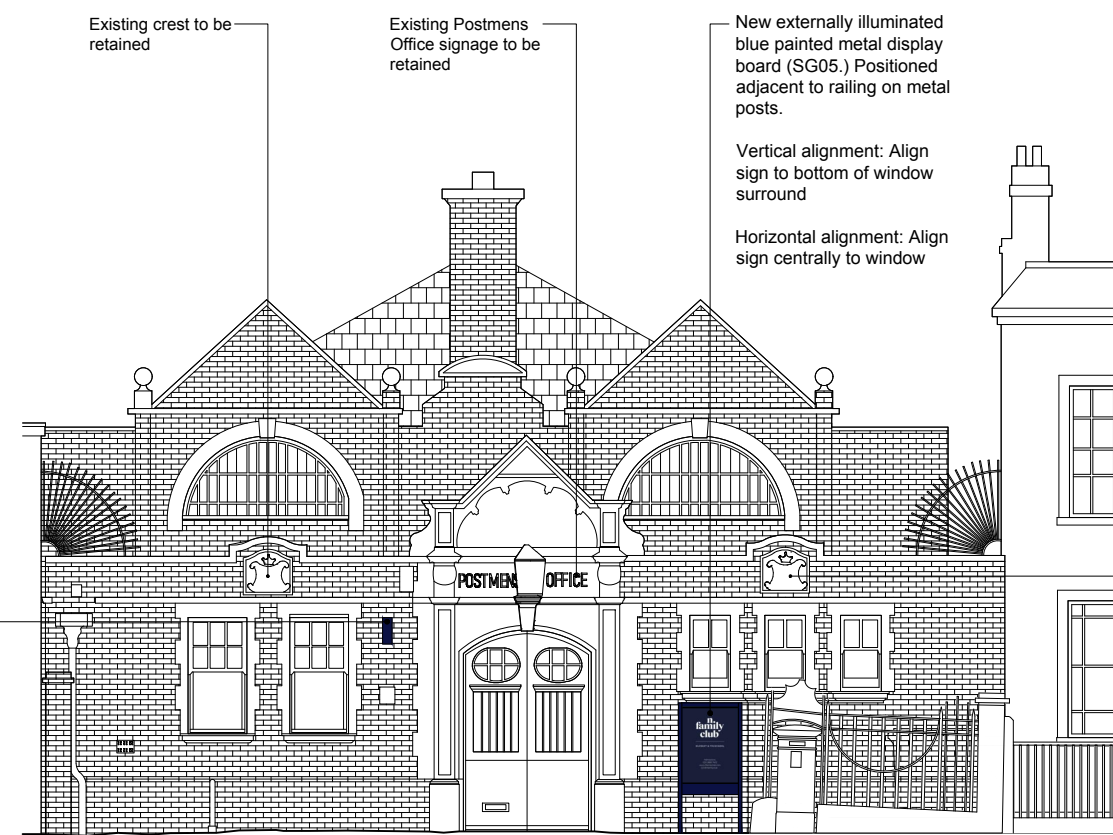 Existing crest to be
retained
Existing Postmens
Office signage to be
retained
New externally illuminated
blue painted metal display
board (SG05.) Positioned
adjacent to railing on metal
posts.
Vertical alignment: Align
sign to bottom of window
surround
Horizontal alignment: Align
sign centrally to window
POSTMEN OFFICE
n.
family
club